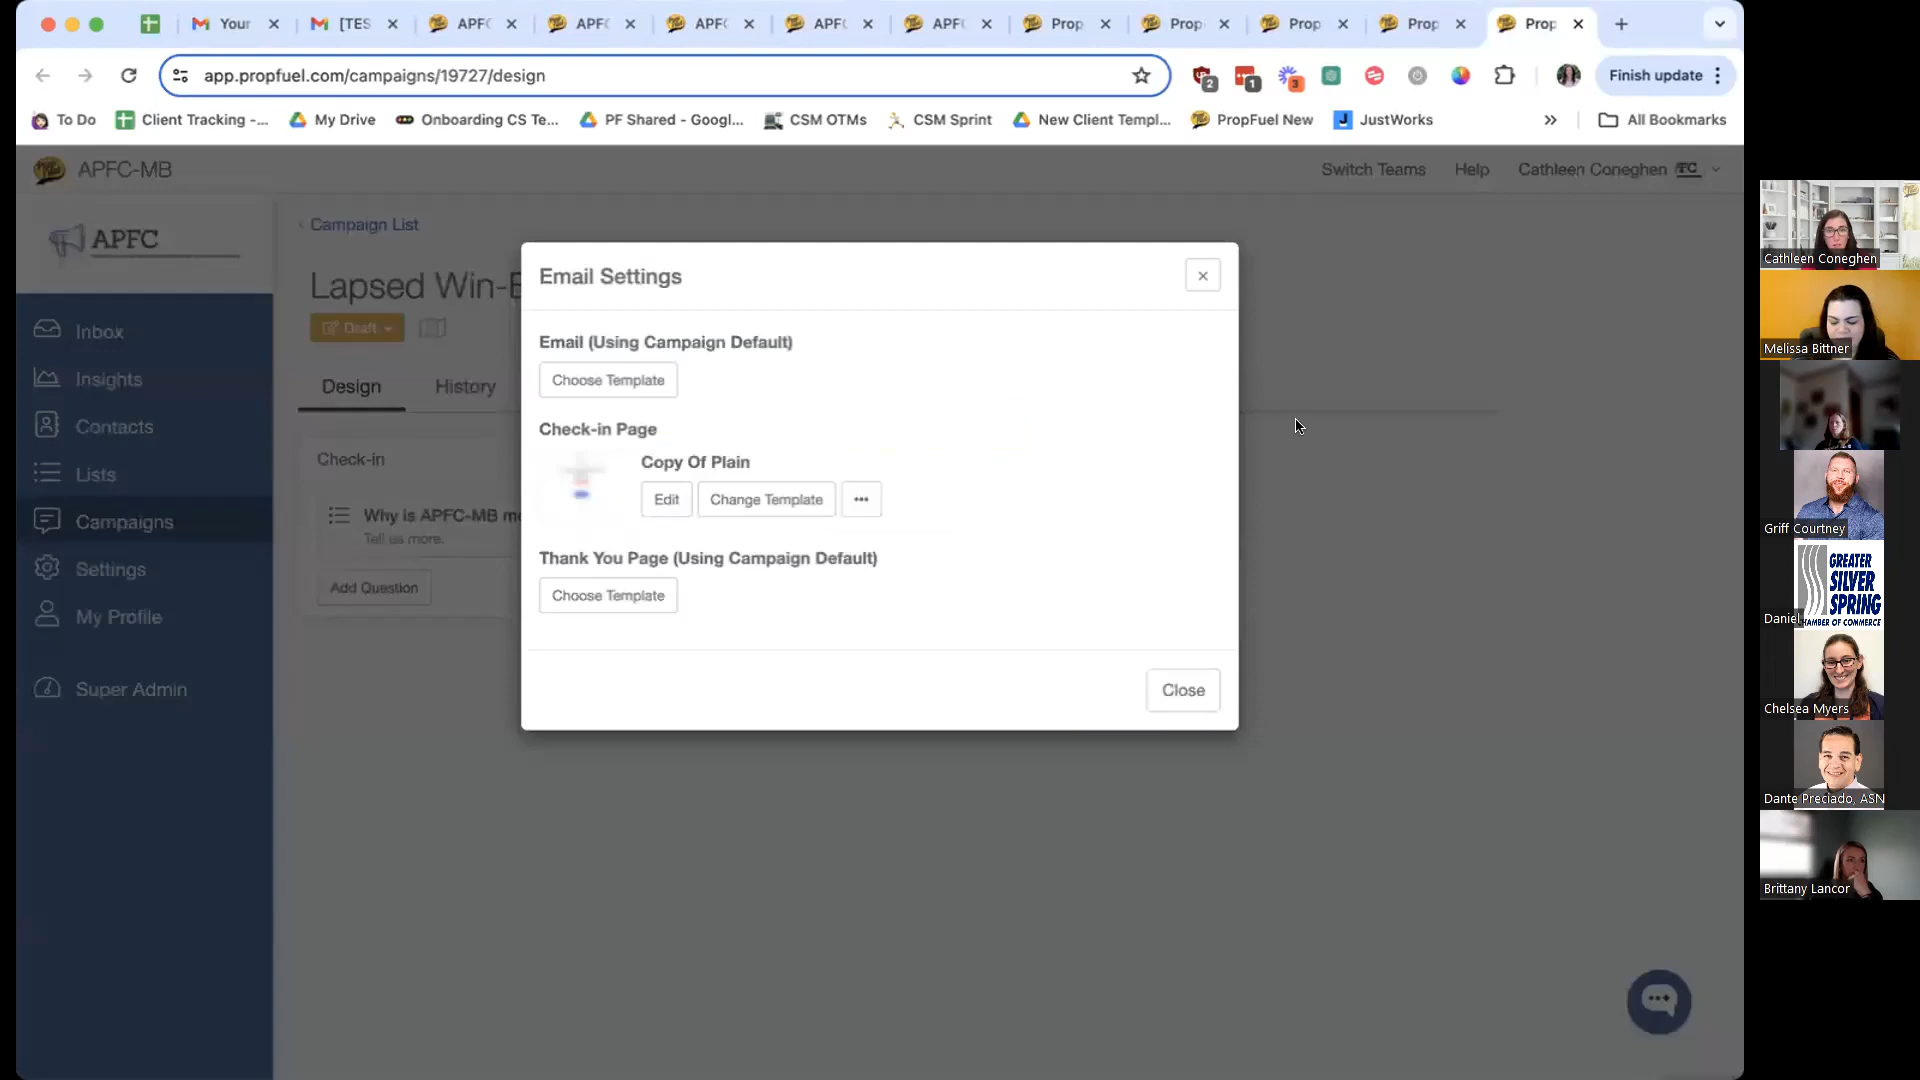 Your
[TES
APFC
APFC
APFC
APFC
APFC
Prop
Prop
Prop
Prop
Prop
app.propfuel.com/campaigns/19727/design
2
1
3
Finish update
To Do
Client Tracking -...
My Drive
Onboarding CS Te...
PF Shared - Googl...
CSM OTMs
CSM Sprint
New Client Templ...
PropFuel New
JustWorks
All Bookmarks
APFC-MB
Switch Teams
Help
Cathleen Coneghen
APFC
Inbox
Insights
Contacts
Lists
Campaigns
Settings
My Profile
Super Admin
Campaign List
Lapsed Win-B
Draft
Design
History
Check-in
Why is APFC-MB me
Tell us more.
Add Question
Email Settings
Email (Using Campaign Default)
Choose Template
Check-in Page
Copy Of Plain
Edit
Change Template
Thank You Page (Using Campaign Default)
Choose Template
Close
Cathleen Coneghen
Melissa Bittner
Griff Courtney
GREATER
SILVER
SPRING
CHAMBER OF COMMERCE
Daniel
Chelsea Myers
Dante Preciado, ASN
Brittany Lancor